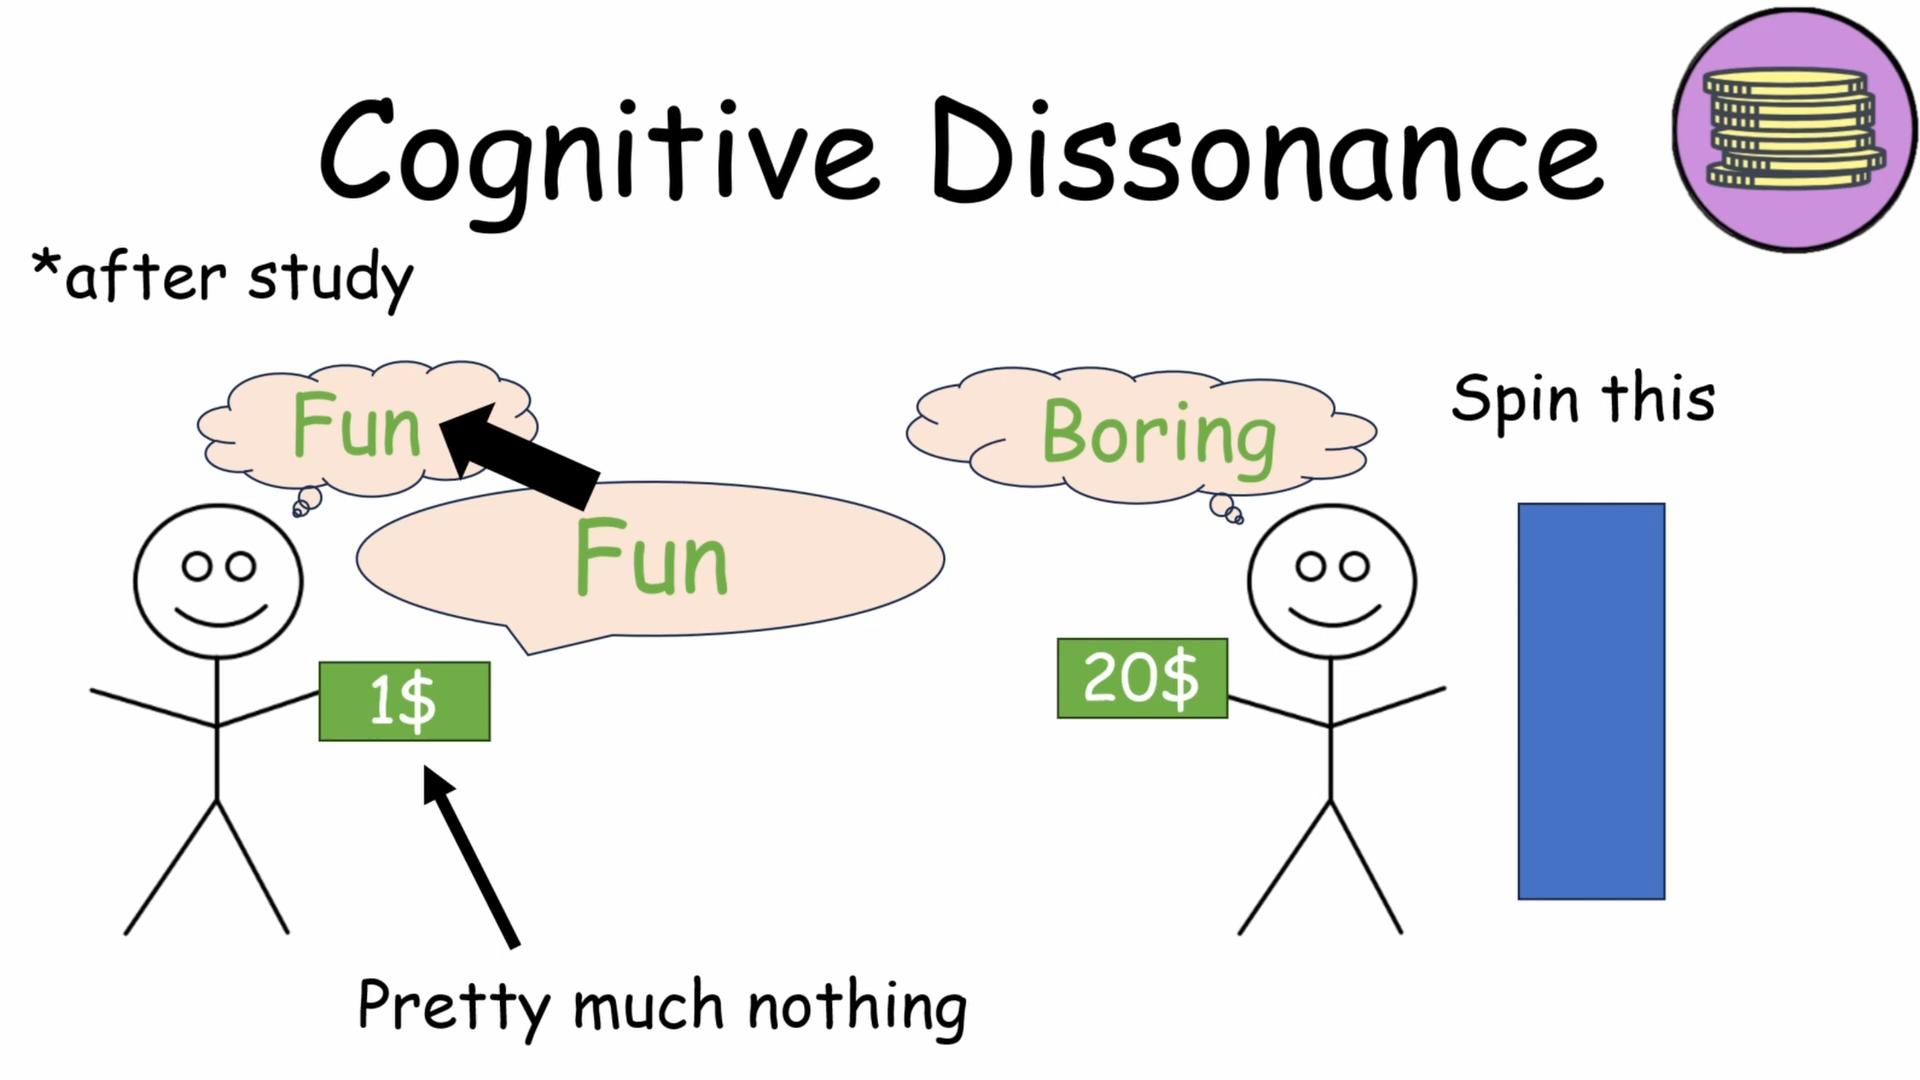 Cognitive Dissonance
*after study
Fun
Boring
Spin this
Fun
1$
20$
Pretty much nothing